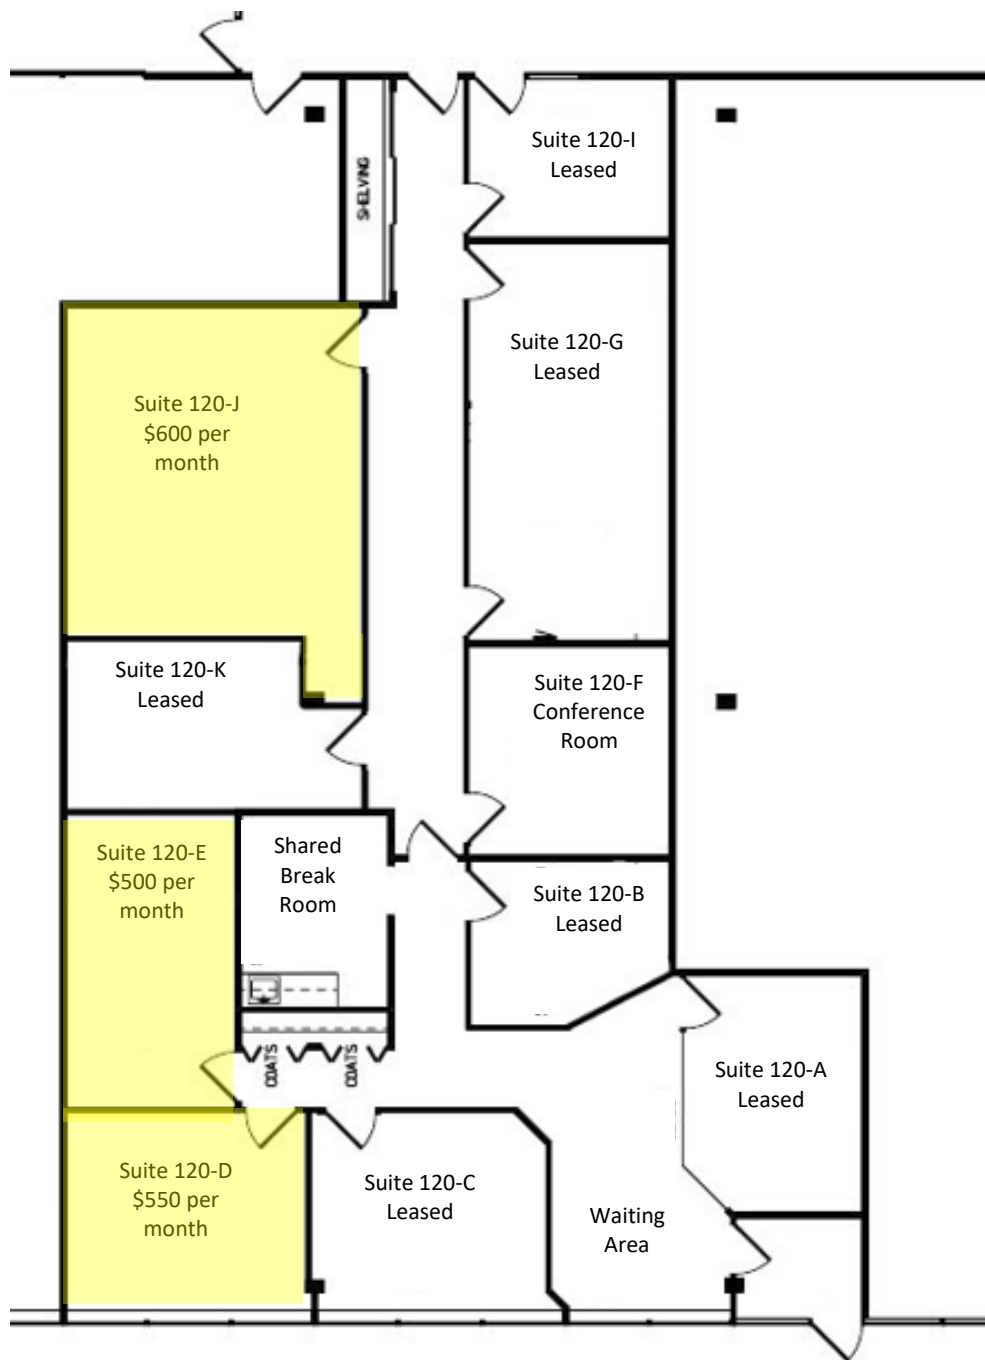 Suite 120-I
Leased
SHELVING
Suite 120-G
Leased
Suite 120-J
$600 per
month
Suite 120-K
Leased
Suite 120-F
Conference
Room
Suite 120-E
$500 per
month
Shared
Break
Room
Suite 120-B
Leased
COATS
COATS
Suite 120-A
Leased
Suite 120-D
$550 per
month
Suite 120-C
Leased
Waiting
Area